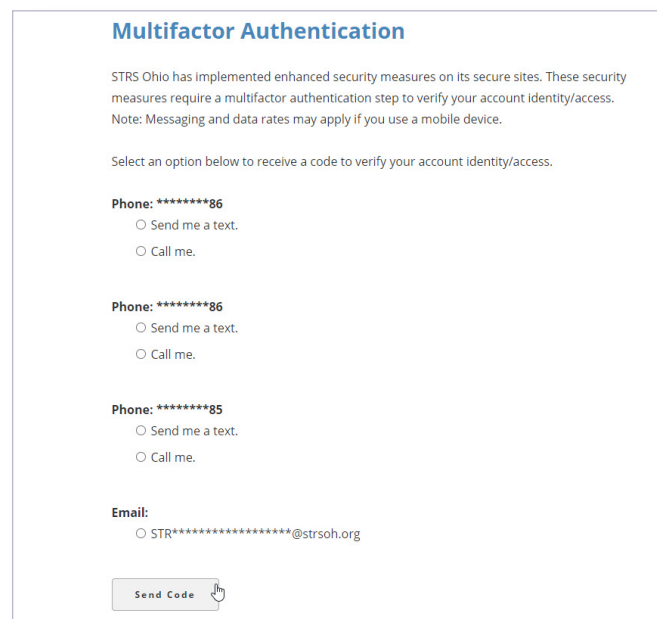 Multifactor Authentication
STRS Ohio has implemented enhanced security measures on its secure sites. These security
measures require a multifactor authentication step to verify your account identity/access.
Note: Messaging and data rates may apply if you use a mobile device.
Select an option below to receive a code to verify your account identity/access.
Phone: ********86
Send me a text.
Call me.
Phone: ********86
Send me a text.
Call me.
Phone: ********85
Send me a text.
Call me.
Email:
STR******************@strsoh.org
Send Code